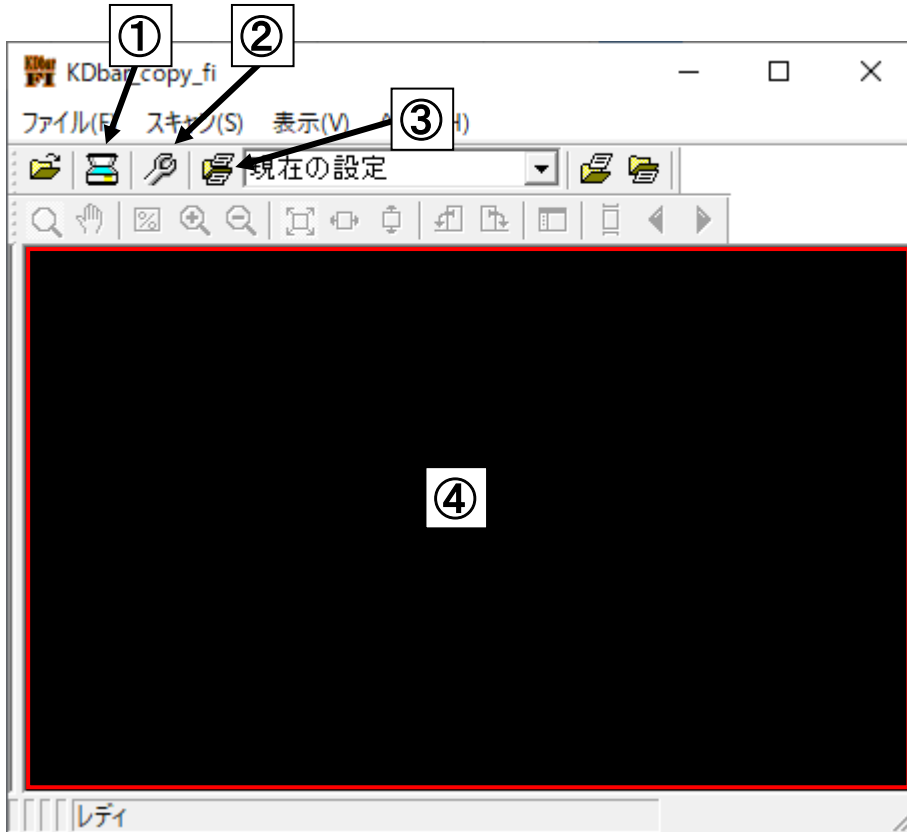 ① ②
KDbar_copy_fi
ファイル(F) スキャン(S) 表示(V) H)
③
現在の設定
④
レディ